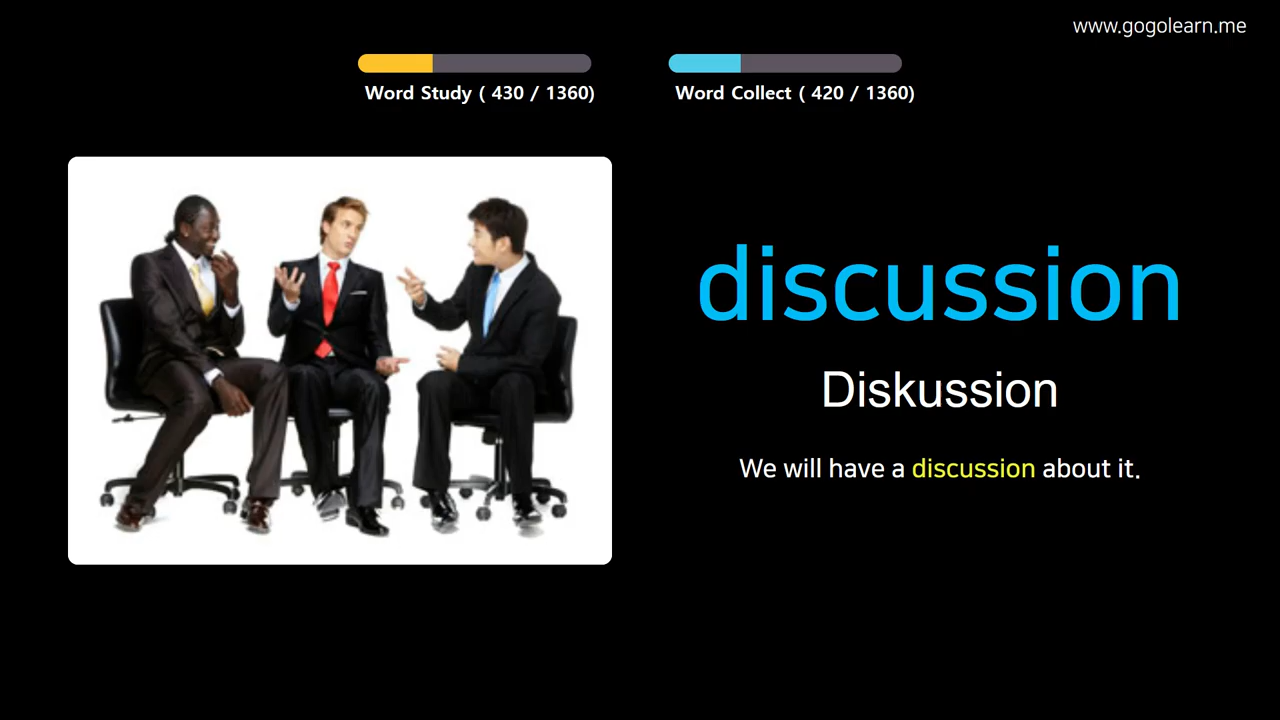 www.gogolearn.me
Word Study ( 430 / 1360)
Word Collect ( 420 / 1360)
discussion
Diskussion
We will have a discussion about it.